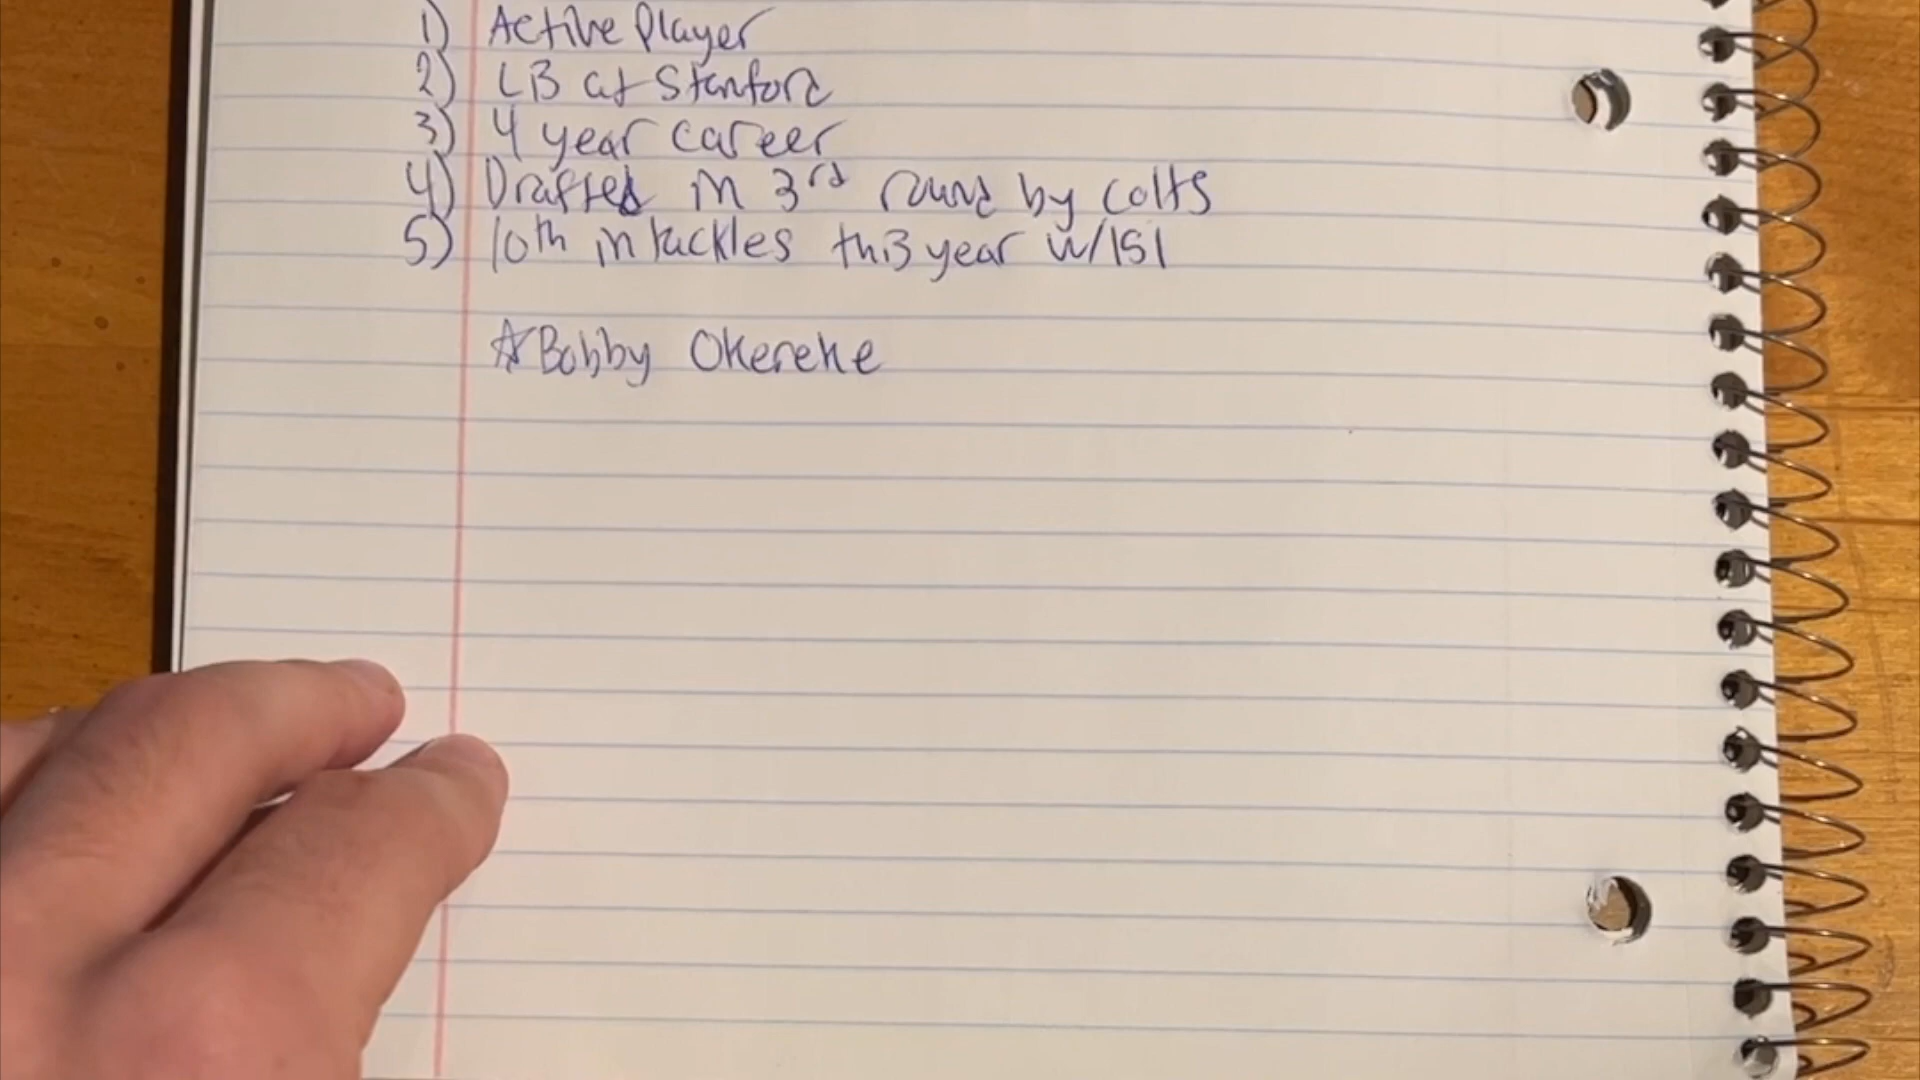 1) Active Player
2) LB at Stanford
3) 4 year career
4) Drafted in 3rd round by Colts
5) 10th in tackles this year w/151
☆Bobby Okereke